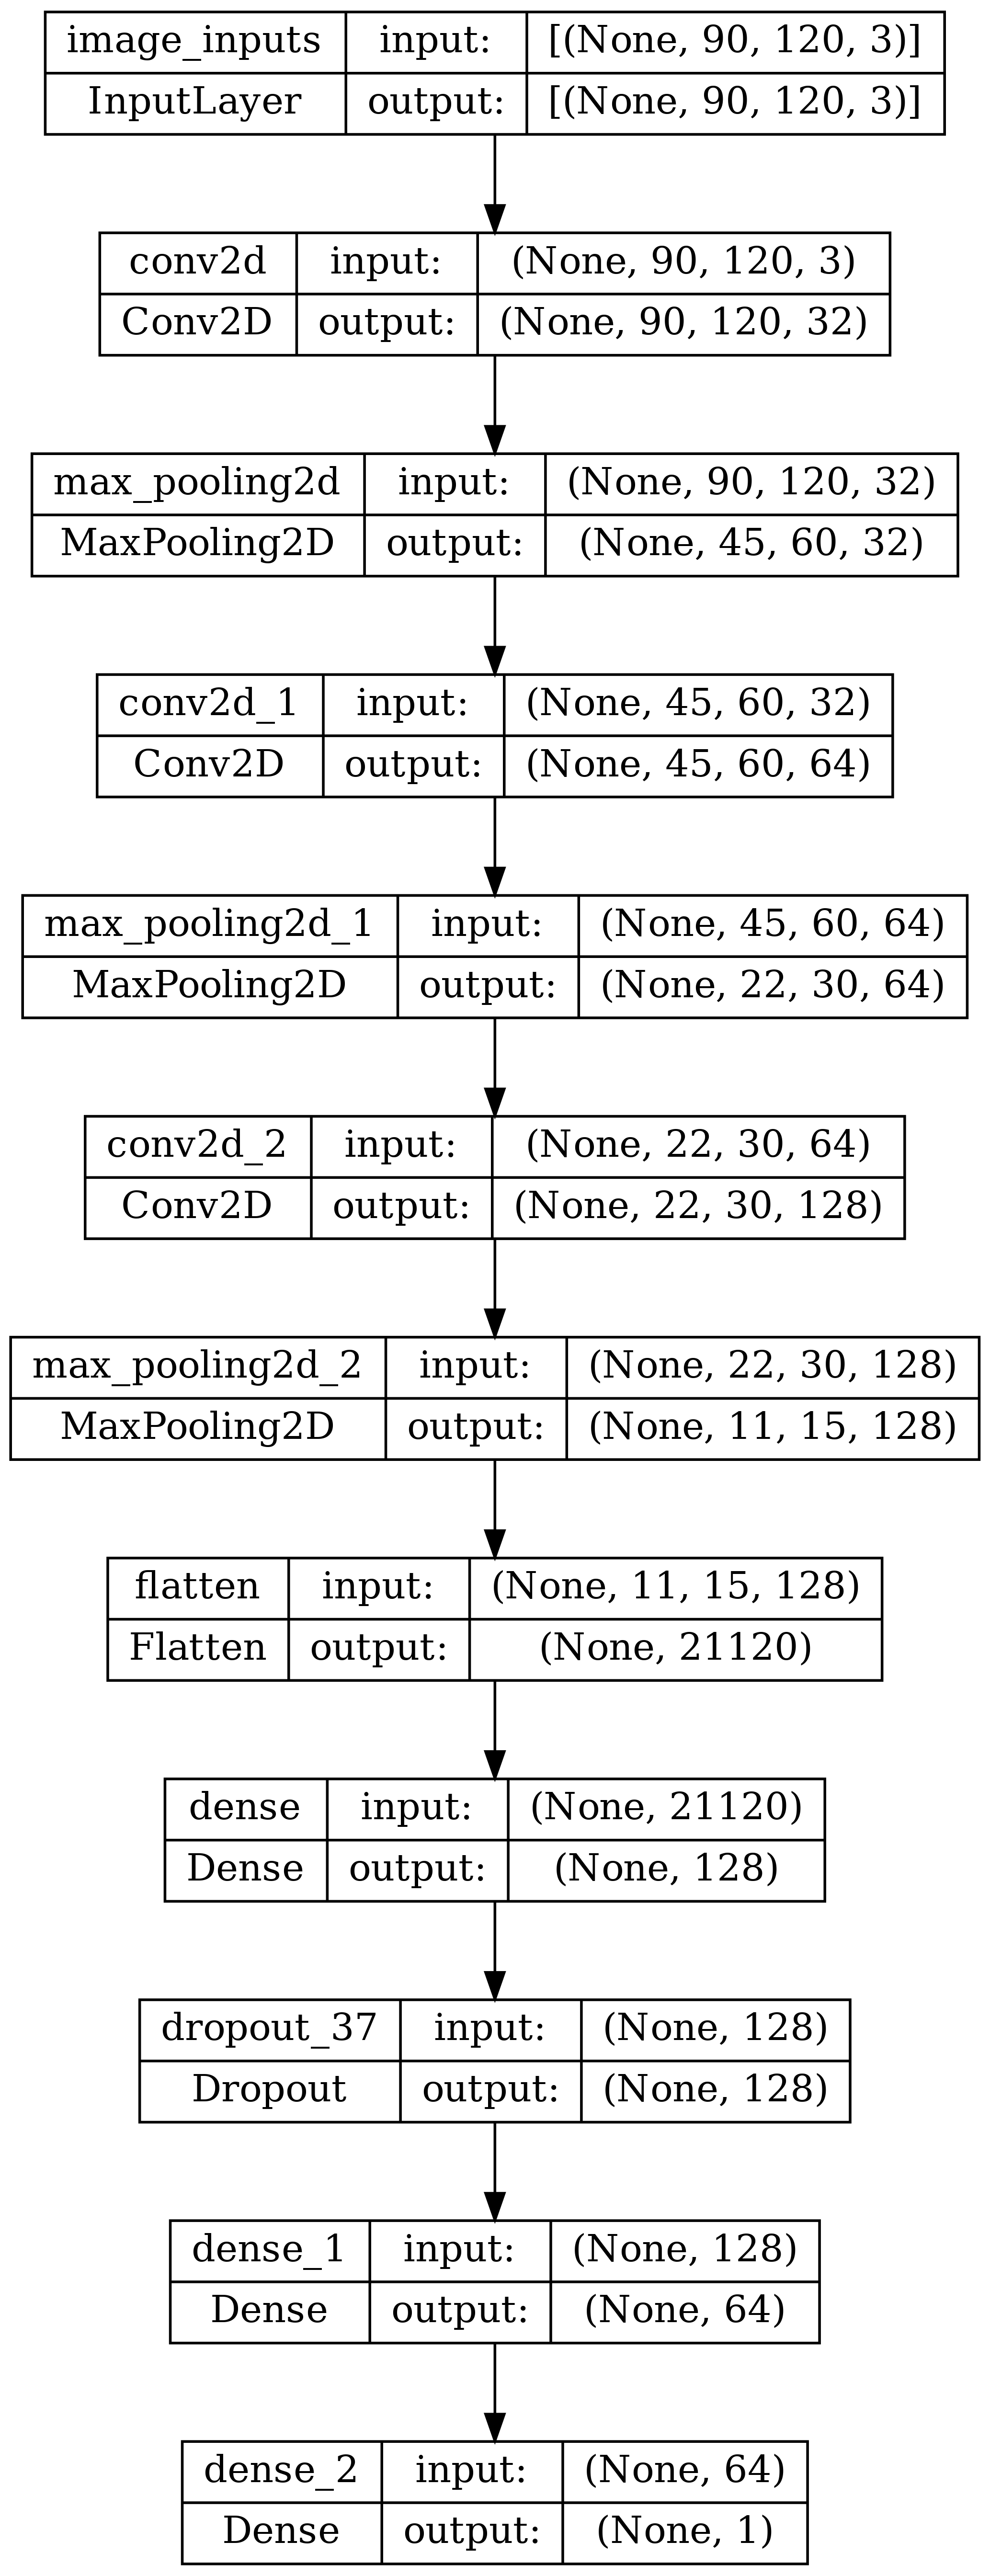 image_inputs input: [(None, 90, 120, 3)]
InputLayer output: [(None, 90, 120, 3)]
conv2d input: (None, 90, 120, 3)
Conv2D output: (None, 90, 120, 32)
max_pooling2d input: (None, 90, 120, 32)
MaxPooling2D output: (None, 45, 60, 32)
conv2d_1 input: (None, 45, 60, 32)
Conv2D output: (None, 45, 60, 64)
max_pooling2d_1 input: (None, 45, 60, 64)
MaxPooling2D output: (None, 22, 30, 64)
conv2d_2 input: (None, 22, 30, 64)
Conv2D output: (None, 22, 30, 128)
max_pooling2d_2 input: (None, 22, 30, 128)
MaxPooling2D output: (None, 11, 15, 128)
flatten input: (None, 11, 15, 128)
Flatten output: (None, 21120)
dense input: (None, 21120)
Dense output: (None, 128)
dropout_37 input: (None, 128)
Dropout output: (None, 128)
dense_1 input: (None, 128)
Dense output: (None, 64)
dense_2 input: (None, 64)
Dense output: (None, 1)